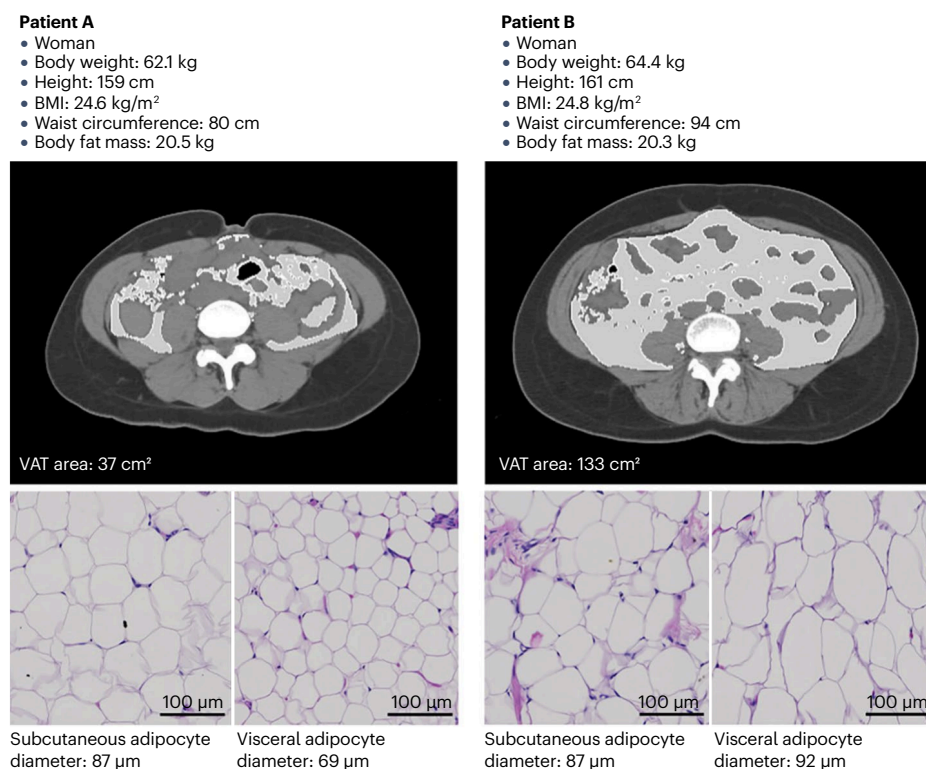 Patient A
• Woman
• Body weight: 62.1 kg
• Height: 159 cm
• BMI: 24.6 kg/m²
• Waist circumference: 80 cm
• Body fat mass: 20.5 kg
VAT area: 37 cm²
100 µm
100 µm
Subcutaneous adipocyte
diameter: 87 µm
Visceral adipocyte
diameter: 69 µm
Patient B
• Woman
• Body weight: 64.4 kg
• Height: 161 cm
• BMI: 24.8 kg/m²
• Waist circumference: 94 cm
• Body fat mass: 20.3 kg
VAT area: 133 cm²
100 µm
100 µm
Subcutaneous adipocyte
diameter: 87 µm
Visceral adipocyte
diameter: 92 µm